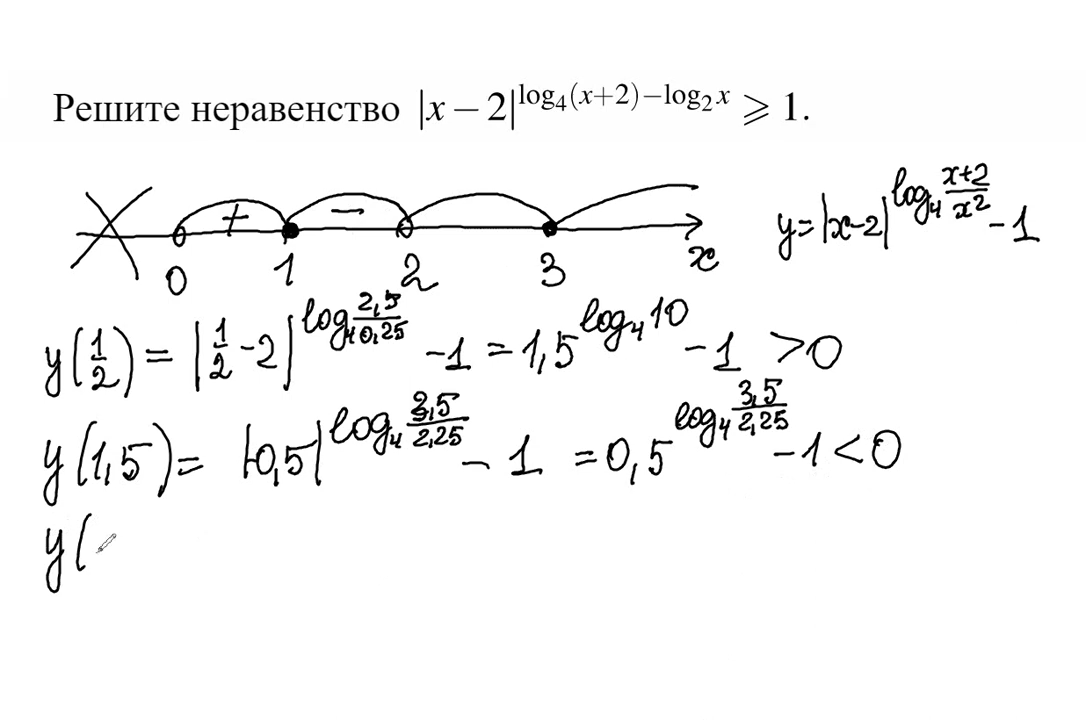 Решите неравенство |x − 2|^(log₄(x+2)−log₂x) ⩾ 1.
+ −
0 1 2 3 x
y=|x-2|^(log₄ (x+2)/x²) -1
y(1/2) = |1/2 -2|^(log₄ 2,5/0,25) -1 = 1,5^(log₄10) -1 >0
y(1,5) = |-0,5|^(log₄ 3,5/2,25) - 1 = 0,5^(log₄ 3,5/2,25) -1 < 0
y(